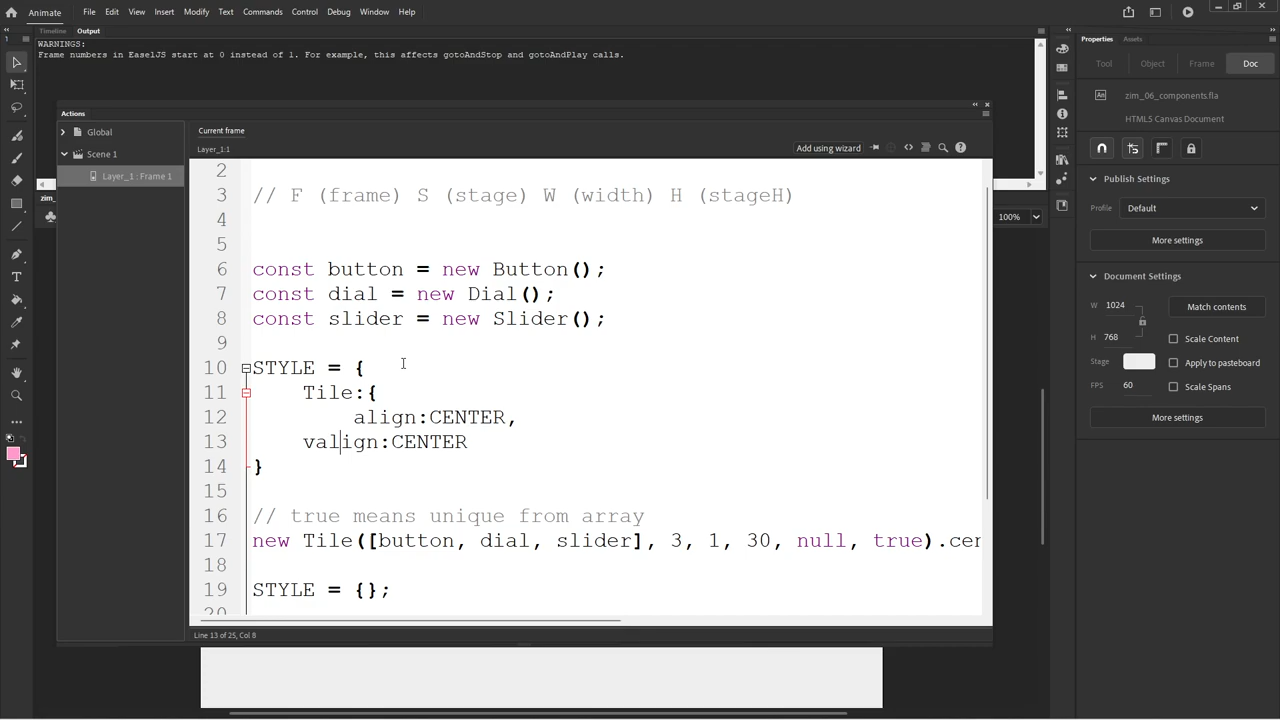 Animate File Edit View Insert Modify Text Commands Control Debug Window Help
Timeline Output
WARNINGS:
Frame numbers in EaselJS start at 0 instead of 1. For example, this affects gotoAndStop and gotoAndPlay calls.
Properties Assets
Tool Object Frame Doc
An zim_06_components.fla
HTML5 Canvas Document
Publish Settings
Profile Default
More settings
Document Settings
W 1024 Match contents
H 768 Scale Content
Stage Apply to pasteboard
FPS 60 Scale Spans
More settings
100%
Actions
Global
Scene 1
Layer_1 : Frame 1
Current frame
Layer_1:1
Add using wizard
2
3 // F (frame) S (stage) W (width) H (stageH)
4
5
6 const button = new Button();
7 const dial = new Dial();
8 const slider = new Slider();
9
10 STYLE = {
11 Tile:{
12 align:CENTER,
13 valign:CENTER
14 }
15
16 // true means unique from array
17 new Tile([button, dial, slider], 3, 1, 30, null, true).cen
18
19 STYLE = {};
20
Line 13 of 25, Col 8